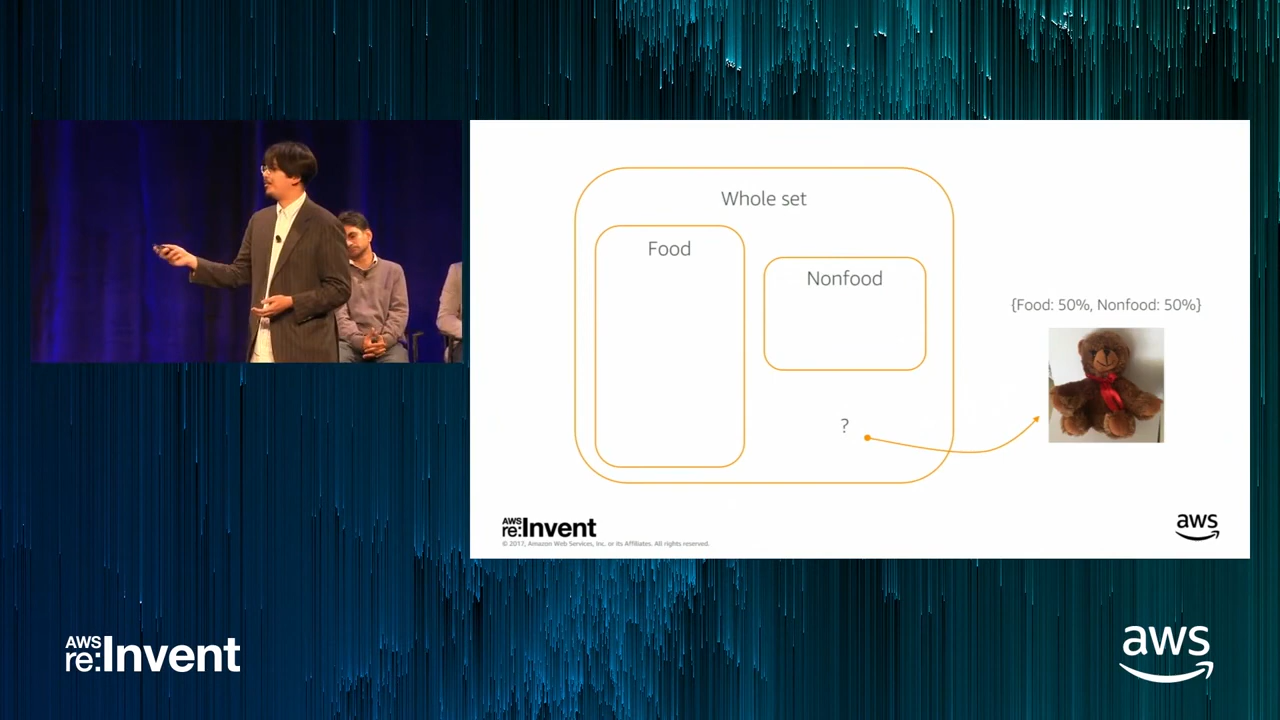 Whole set
Food
Nonfood
{Food: 50%, Nonfood: 50%}
?
AWS
re:Invent
© 2017, Amazon Web Services, Inc. or its Affiliates. All rights reserved.
aws
AWS
re:Invent
aws